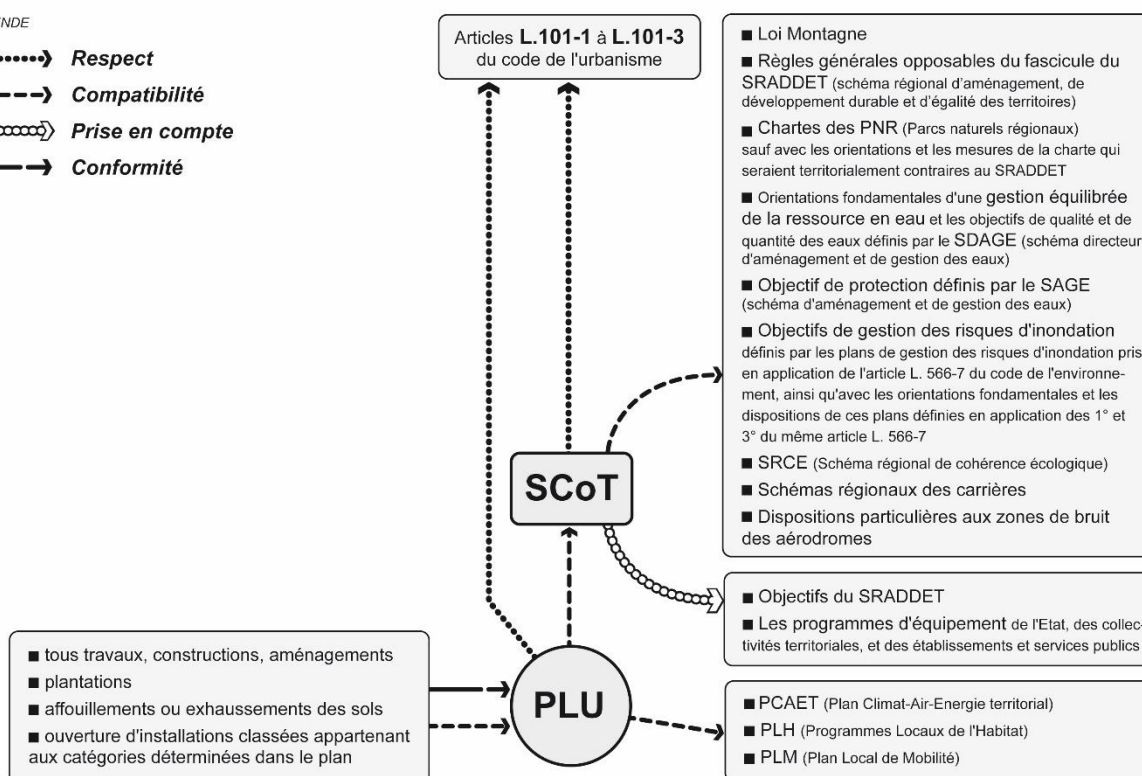 Respect
Compatibilité
Prise en compte
Conformité
Articles L.101-1 à L.101-3
du code de l'urbanisme
■ Loi Montagne
■ Règles générales opposables du fascicule du
SRADDET (schéma régional d'aménagement, de
développement durable et d'égalité des territoires)
■ Chartes des PNR (Parcs naturels régionaux)
sauf avec les orientations et les mesures de la charte qui
seraient territorialement contraires au SRADDET
■ Orientations fondamentales d'une gestion équilibrée
de la ressource en eau et les objectifs de qualité et de
quantité des eaux définis par le SDAGE (schéma directeur
d'aménagement et de gestion des eaux)
■ Objectif de protection définis par le SAGE
(schéma d'aménagement et de gestion des eaux)
■ Objectifs de gestion des risques d'inondation
définis par les plans de gestion des risques d'inondation pris
en application de l'article L. 566-7 du code de l'environne-
ment, ainsi qu'avec les orientations fondamentales et les
dispositions de ces plans définies en application des 1° et
3° du même article L. 566-7
■ SRCE (Schéma régional de cohérence écologique)
■ Schémas régionaux des carrières
■ Dispositions particulières aux zones de bruit
des aérodromes
SCoT
■ Objectifs du SRADDET
■ Les programmes d'équipement de l'Etat, des collec-
tivités territoriales, et des établissements et services publics
■ tous travaux, constructions, aménagements
■ plantations
■ affouillements ou exhaussements des sols
■ ouverture d'installations classées appartenant
aux catégories déterminées dans le plan
PLU
■ PCAET (Plan Climat-Air-Energie territorial)
■ PLH (Programmes Locaux de l'Habitat)
■ PLM (Plan Local de Mobilité)